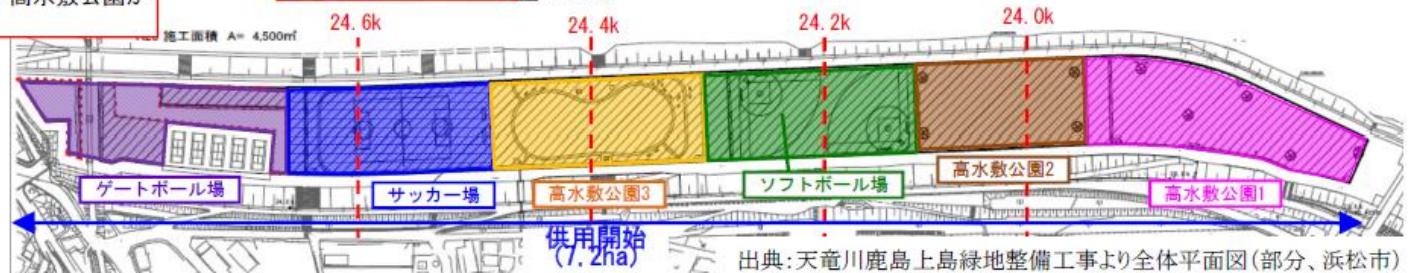 高水敷公園が
施工面積 A= 4,500㎡
24.6k
24.4k
24.2k
24.0k
ゲートボール場
サッカー場
高水敷公園3
ソフトボール場
高水敷公園2
高水敷公園1
供用開始
(7.2ha)
出典:天竜川鹿島上島緑地整備工事より全体平面図(部分、浜松市)